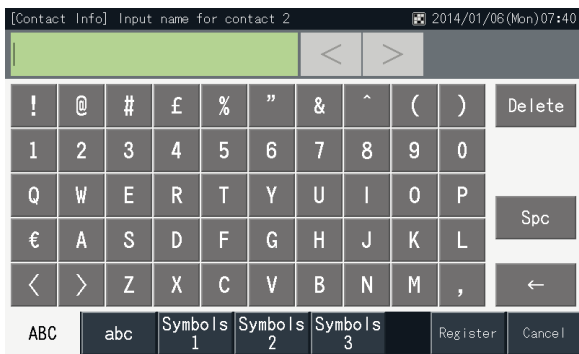 [Contact Info] Input name for contact 2 2014/01/06(Mon)07:40
< >
! @ # £ % ” & ^ ( ) Delete
1 2 3 4 5 6 7 8 9 0
Q W E R T Y U I O P
Spc
€ A S D F G H J K L
〈 〉 Z X C V B N M , ←
ABC abc Symbols 1 Symbols 2 Symbols 3 Register Cancel